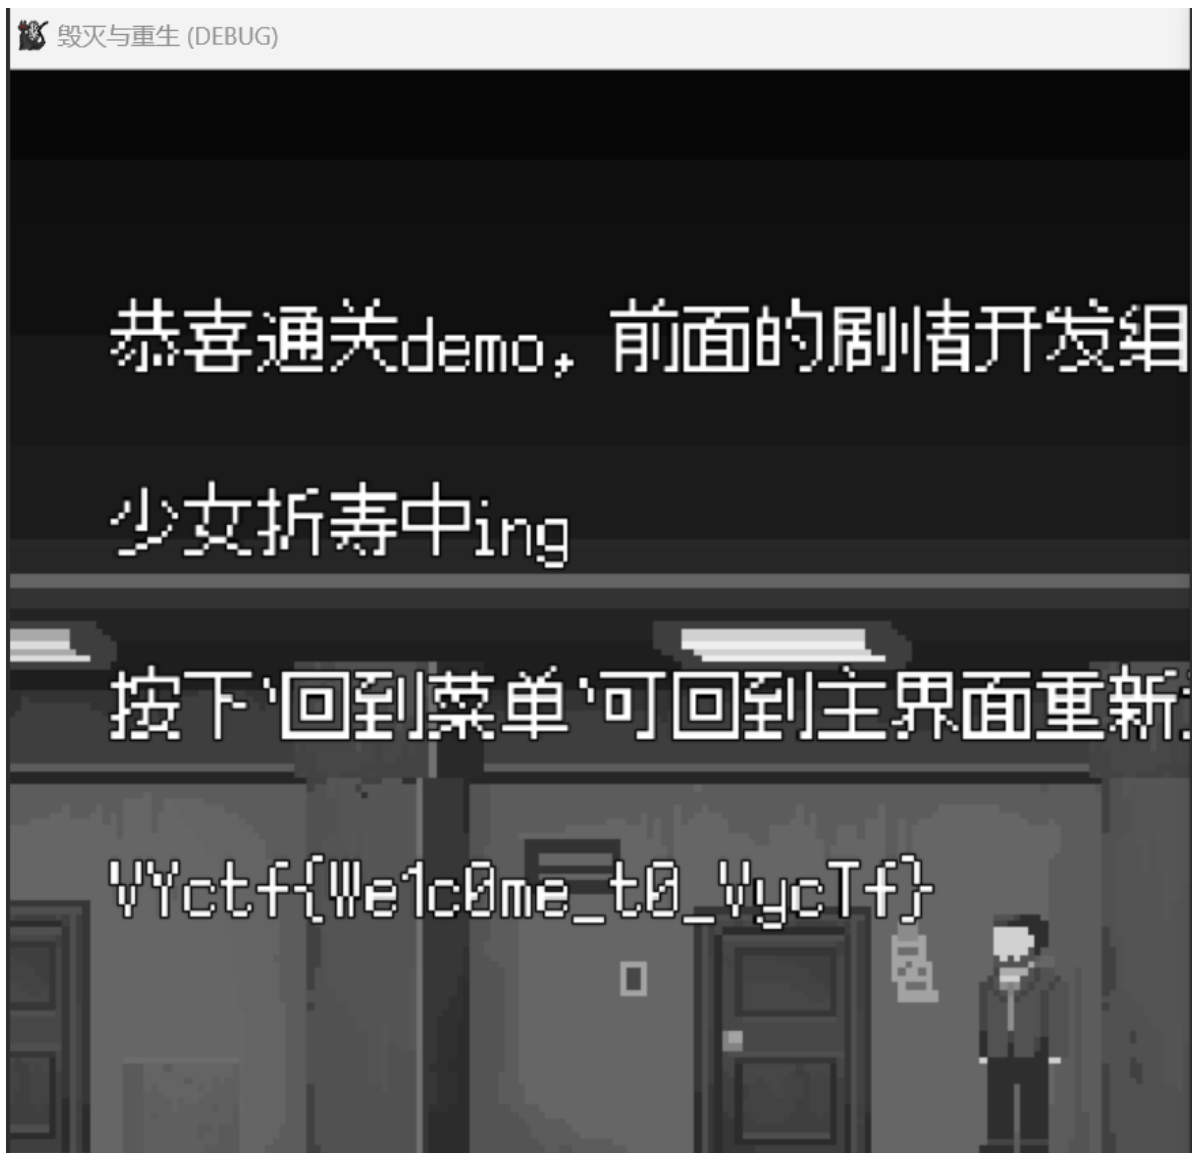 毁灭与重生 (DEBUG)
恭喜通关demo, 前面的剧情开发组
少女折寿中ing
按下'回到菜单'可回到主界面重新
VYctf{We1c0me_t0_VycTf}